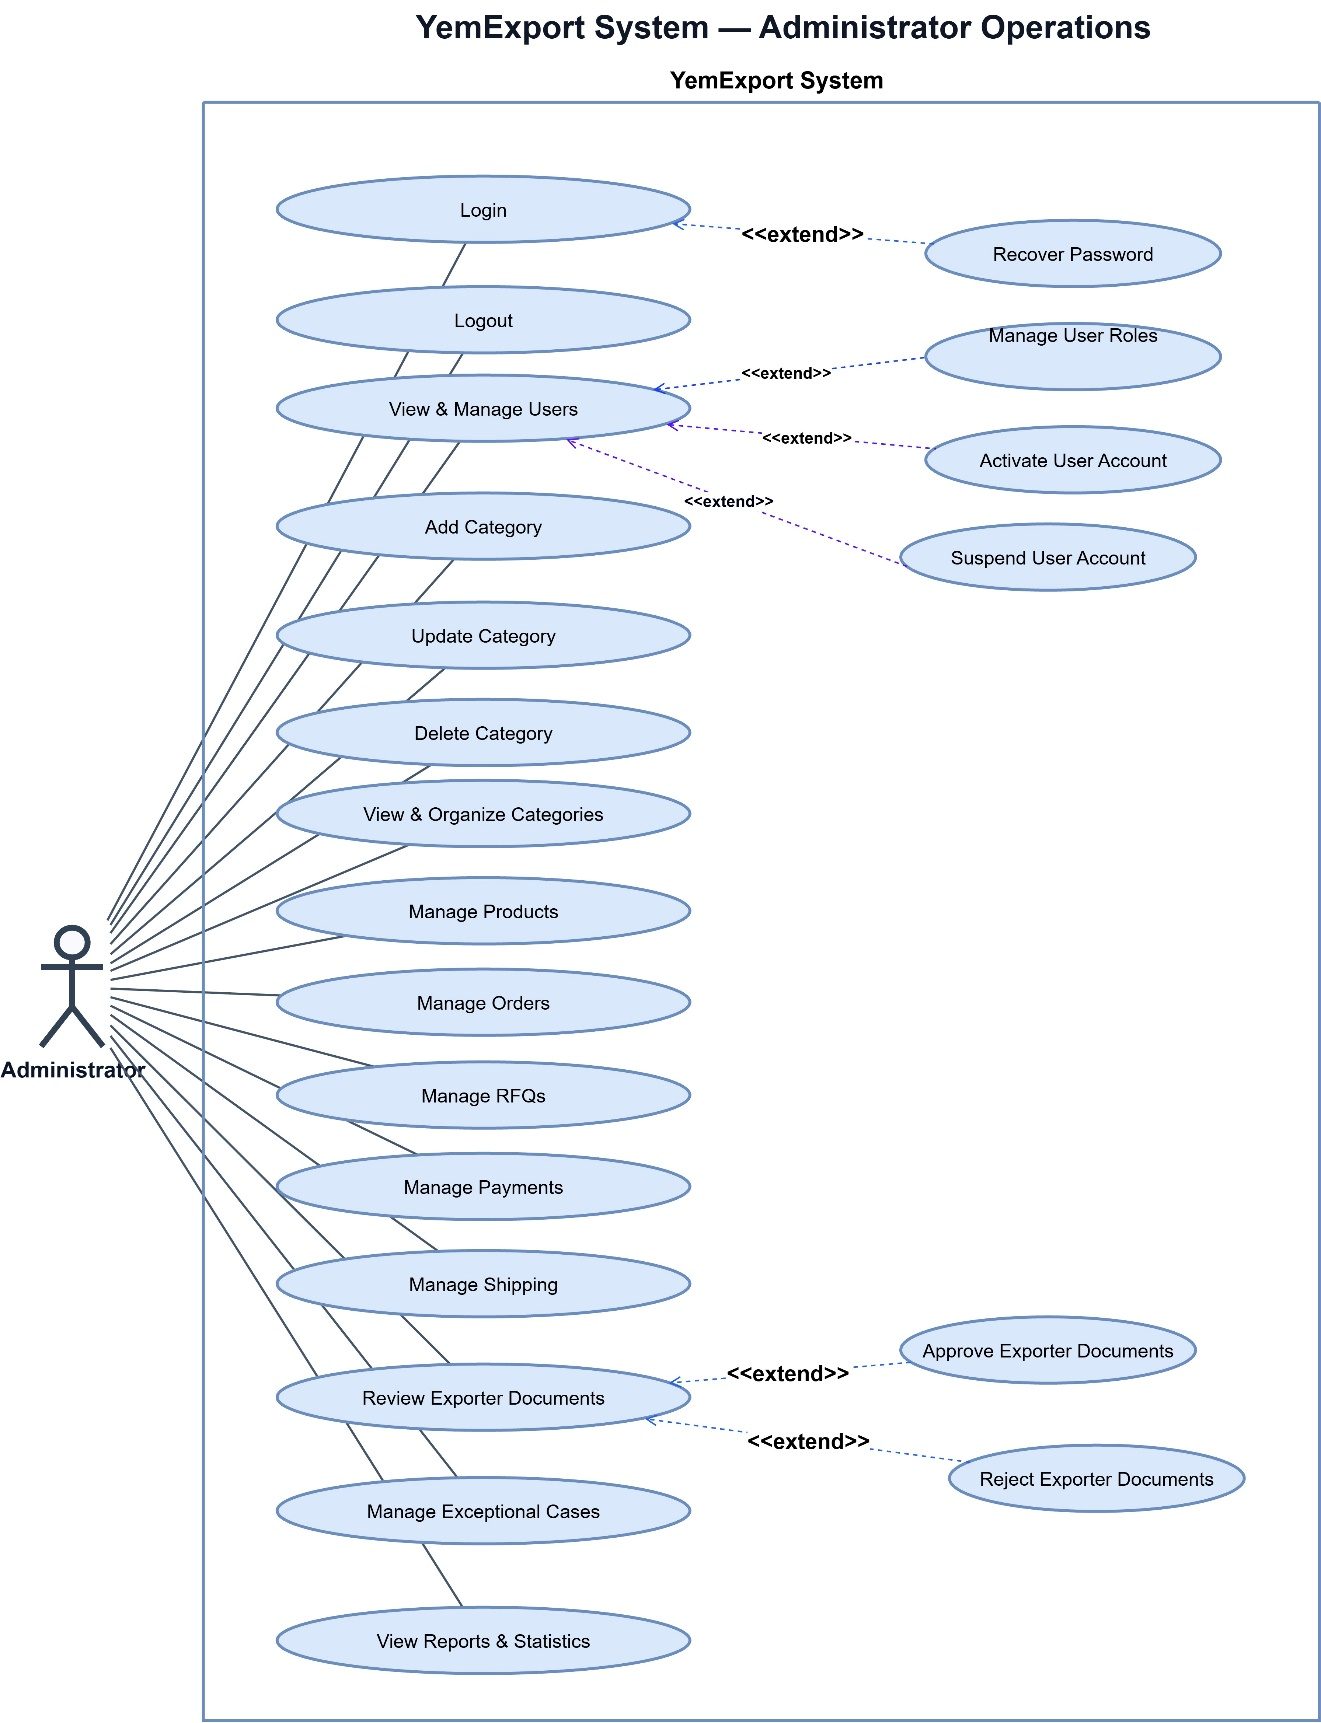 YemExport System — Administrator Operations
YemExport System
Login
<<extend>>
Recover Password
Logout
Manage User Roles
<<extend>>
View & Manage Users
<<extend>>
Activate User Account
<<extend>>
Add Category
Suspend User Account
Update Category
Delete Category
View & Organize Categories
Manage Products
Manage Orders
Administrator
Manage RFQs
Manage Payments
Manage Shipping
Approve Exporter Documents
<<extend>>
Review Exporter Documents
<<extend>>
Reject Exporter Documents
Manage Exceptional Cases
View Reports & Statistics